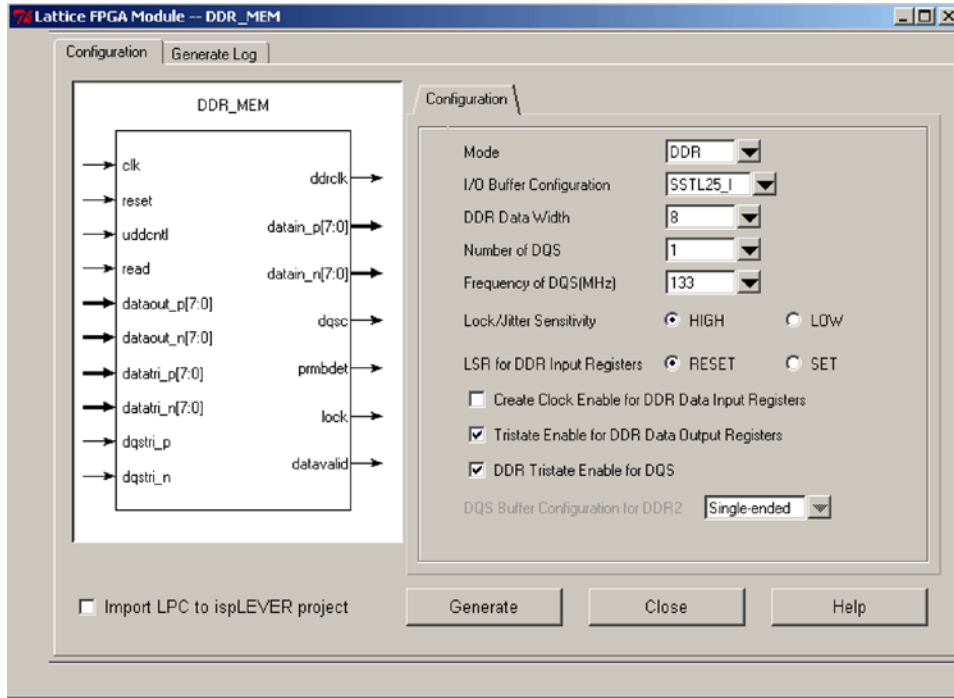 Lattice FPGA Module -- DDR_MEM
Configuration
Generate Log
DDR_MEM
clk
reset
uddcntl
read
dataout_p[7:0]
dataout_n[7:0]
datatri_p[7:0]
datatri_n[7:0]
dqstri_p
dqstri_n
ddrclk
datain_p[7:0]
datain_n[7:0]
dqsc
prmbdet
lock
datavalid
Configuration
Mode DDR
I/O Buffer Configuration SSTL25_I
DDR Data Width 8
Number of DQS 1
Frequency of DQS(MHz) 133
Lock/Jitter Sensitivity HIGH LOW
LSR for DDR Input Registers RESET SET
Create Clock Enable for DDR Data Input Registers
Tristate Enable for DDR Data Output Registers
DDR Tristate Enable for DQS
DQS Buffer Configuration for DDR2 Single-ended
Import LPC to ispLEVER project
Generate
Close
Help